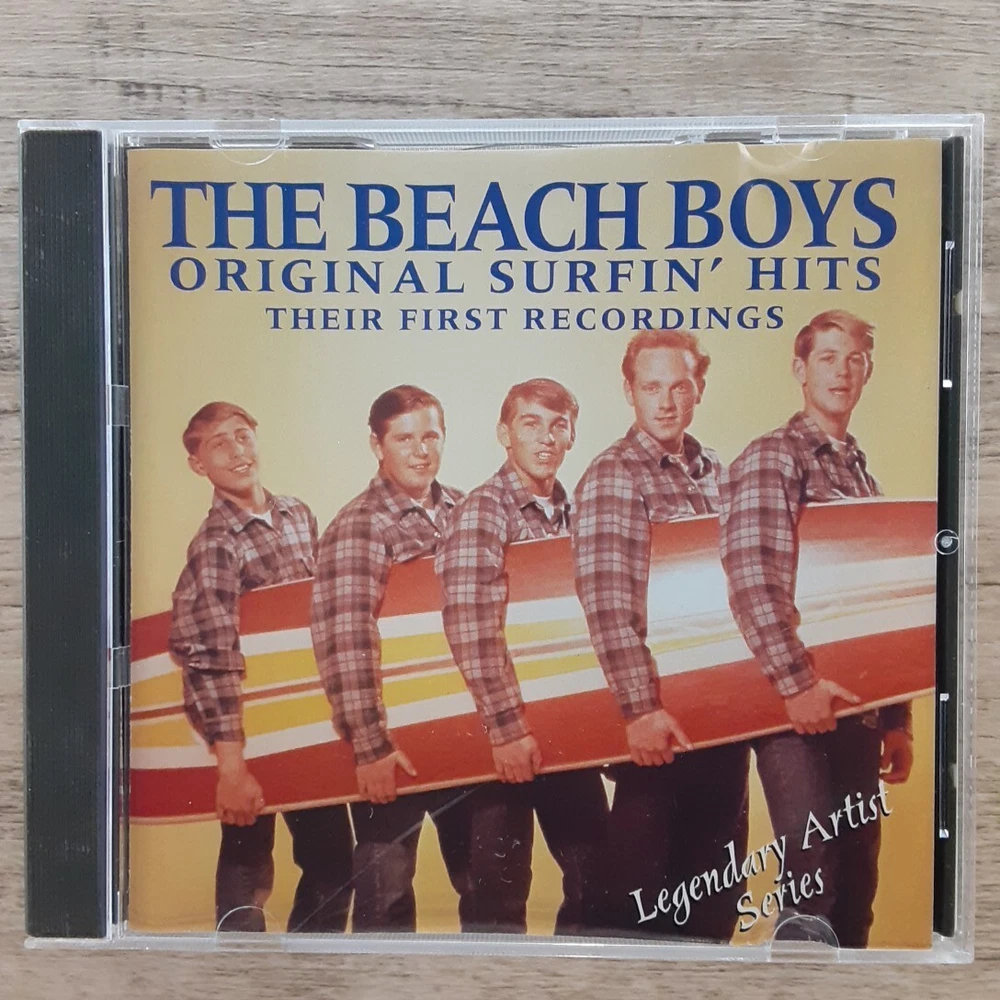 THE BEACH BOYS
ORIGINAL SURFIN' HITS
THEIR FIRST RECORDINGS
Legendary Artist
Series